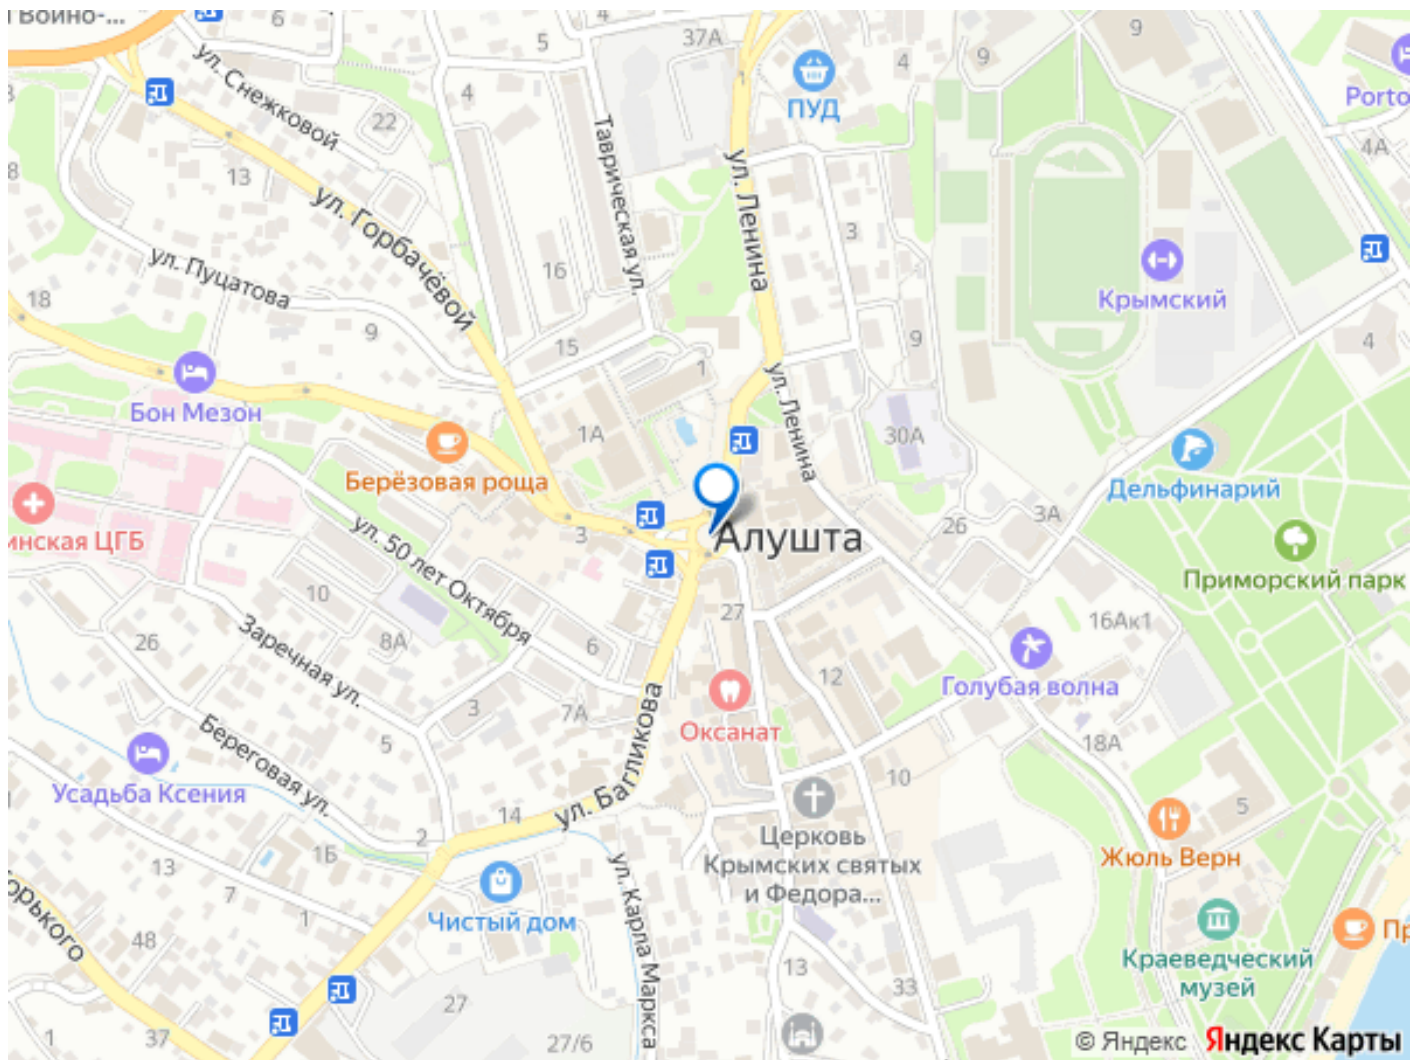 Войно-...
5
37А
9
9
4
ПУД
ул. Снежковой
4
22
Porto
4А
13
Таврическая ул.
ул. Ленина
3
ул. Горбачёвой
16
Крымский
ул. Пуцатова
18
9
15
1
9
4
ул. Ленина
Бон Мезон
1А
30А
Берёзовая роща
Дельфинарий
инская ЦГБ
ул. 50 лет Октября
3
Алушта
26
3А
Приморский парк
10
Заречная ул.
8А
26
6
27
16Ак1
12
Голубая волна
Оксанат
3
7А
5
18А
Береговая ул.
ул. Багликова
10
Усадьба Ксения
14
5
2
Церковь
Крымских святых
и Федора...
Жюль Верн
13
1Б
7
1
Чистый дом
ул. Карла Маркса
орького
48
Пр
Краеведческий
музей
13
33
27
37
1
27/6
© Яндекс
Яндекс Карты